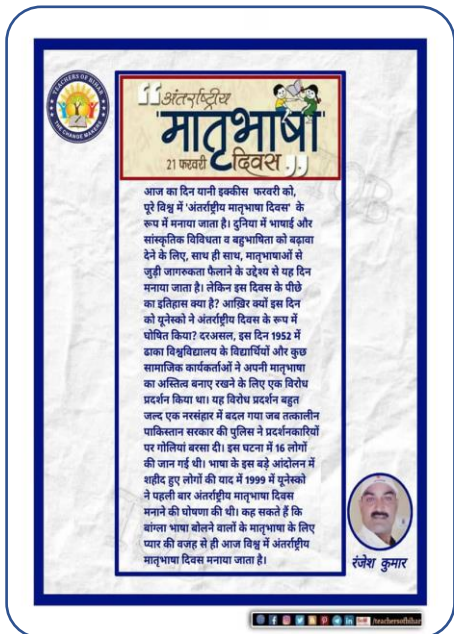 TEACHERS OF BIHAR
THE CHANGE MAKERS
अंतर्राष्ट्रीय
मातृभाषा
21 फरवरी दिवस
आज का दिन यानी इक्कीस फरवरी को,
पूरे विश्व में 'अंतर्राष्ट्रीय मातृभाषा दिवस' के
रूप में मनाया जाता है। दुनिया में भाषाई और
सांस्कृतिक विविधता व बहुभाषिता को बढ़ावा
देने के लिए, साथ ही साथ, मातृभाषाओं से
जुड़ी जागरुकता फैलाने के उद्देश्य से यह दिन
मनाया जाता है। लेकिन इस दिवस के पीछे
का इतिहास क्या है? आख़िर क्यों इस दिन
को यूनेस्को ने अंतर्राष्ट्रीय दिवस के रूप में
घोषित किया? दरअसल, इस दिन 1952 में
ढाका विश्वविद्यालय के विद्यार्थियों और कुछ
सामाजिक कार्यकर्ताओं ने अपनी मातृभाषा
का अस्तित्व बनाए रखने के लिए एक विरोध
प्रदर्शन किया था। यह विरोध प्रदर्शन बहुत
जल्द एक नरसंहार में बदल गया जब तत्कालीन
पाकिस्तान सरकार की पुलिस ने प्रदर्शनकारियों
पर गोलियां बरसा दी। इस घटना में 16 लोगों
की जान गई थी। भाषा के इस बड़े आंदोलन में
शहीद हुए लोगों की याद में 1999 में यूनेस्को
ने पहली बार अंतर्राष्ट्रीय मातृभाषा दिवस
मनाने की घोषणा की थी। कह सकते हैं कि
बांग्ला भाषा बोलने वालों के मातृभाषा के लिए
प्यार की वजह से ही आज विश्व में अंतर्राष्ट्रीय
मातृभाषा दिवस मनाया जाता है।
रंजेश कुमार
/teachersofbihar